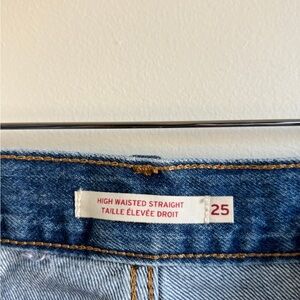 HIGH WAISTED STRAIGHT
TAILLE ÉLEVÉE DROIT
25